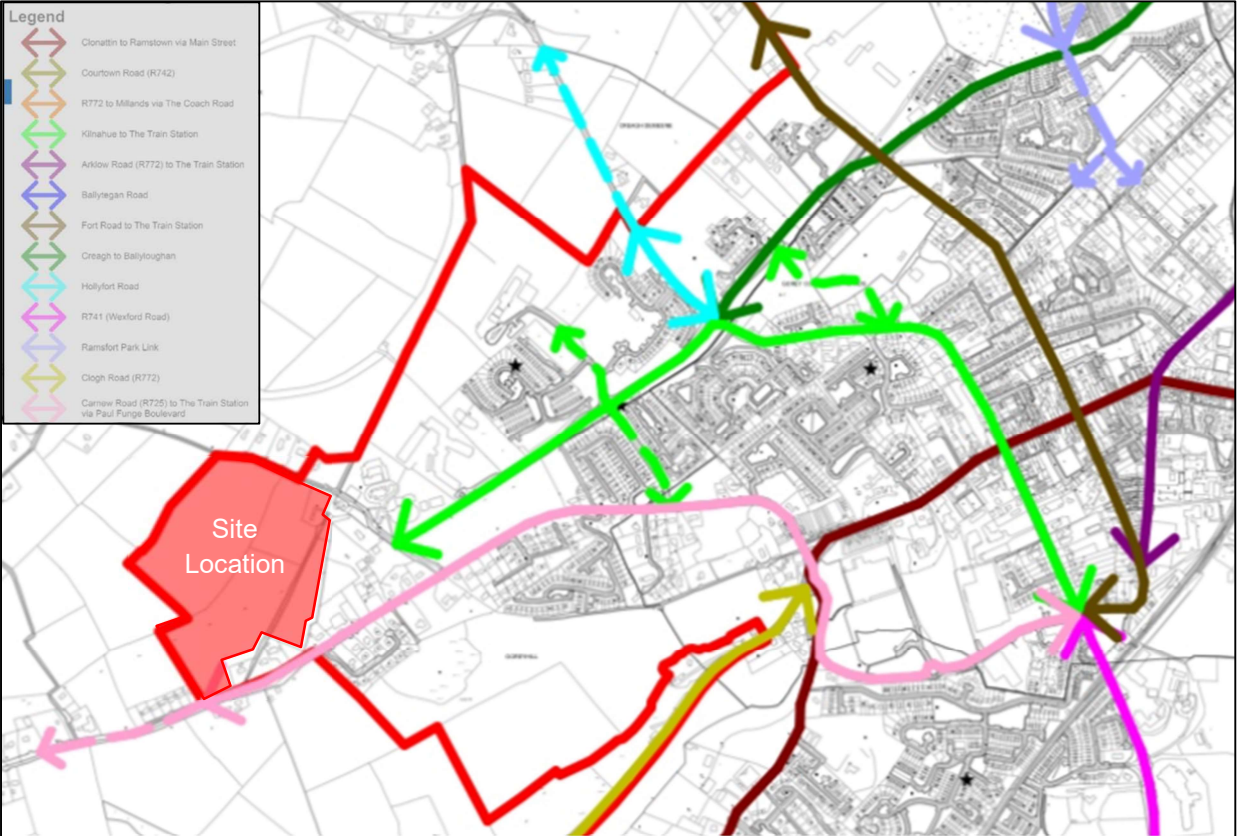 Legend
Clonattin to Ramstown via Main Street
Courtown Road (R742)
R772 to Millands via The Coach Road
Kilnahue to The Train Station
Arklow Road (R772) to The Train Station
Ballytegan Road
Fort Road to The Train Station
Creagh to Ballyloughan
Hollyfort Road
R741 (Wexford Road)
Ramsfort Park Link
Clogh Road (R772)
Carnew Road (R725) to The Train Station
via Paul Funge Boulevard
Site
Location